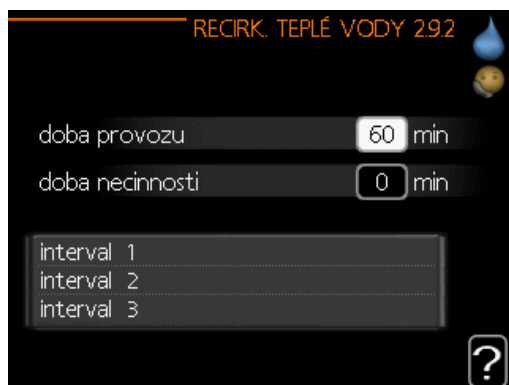 RECIRK. TEPLÉ VODY 2.9.2
doba provozu 60 min
doba necinnosti 0 min
interval 1
interval 2
interval 3
?